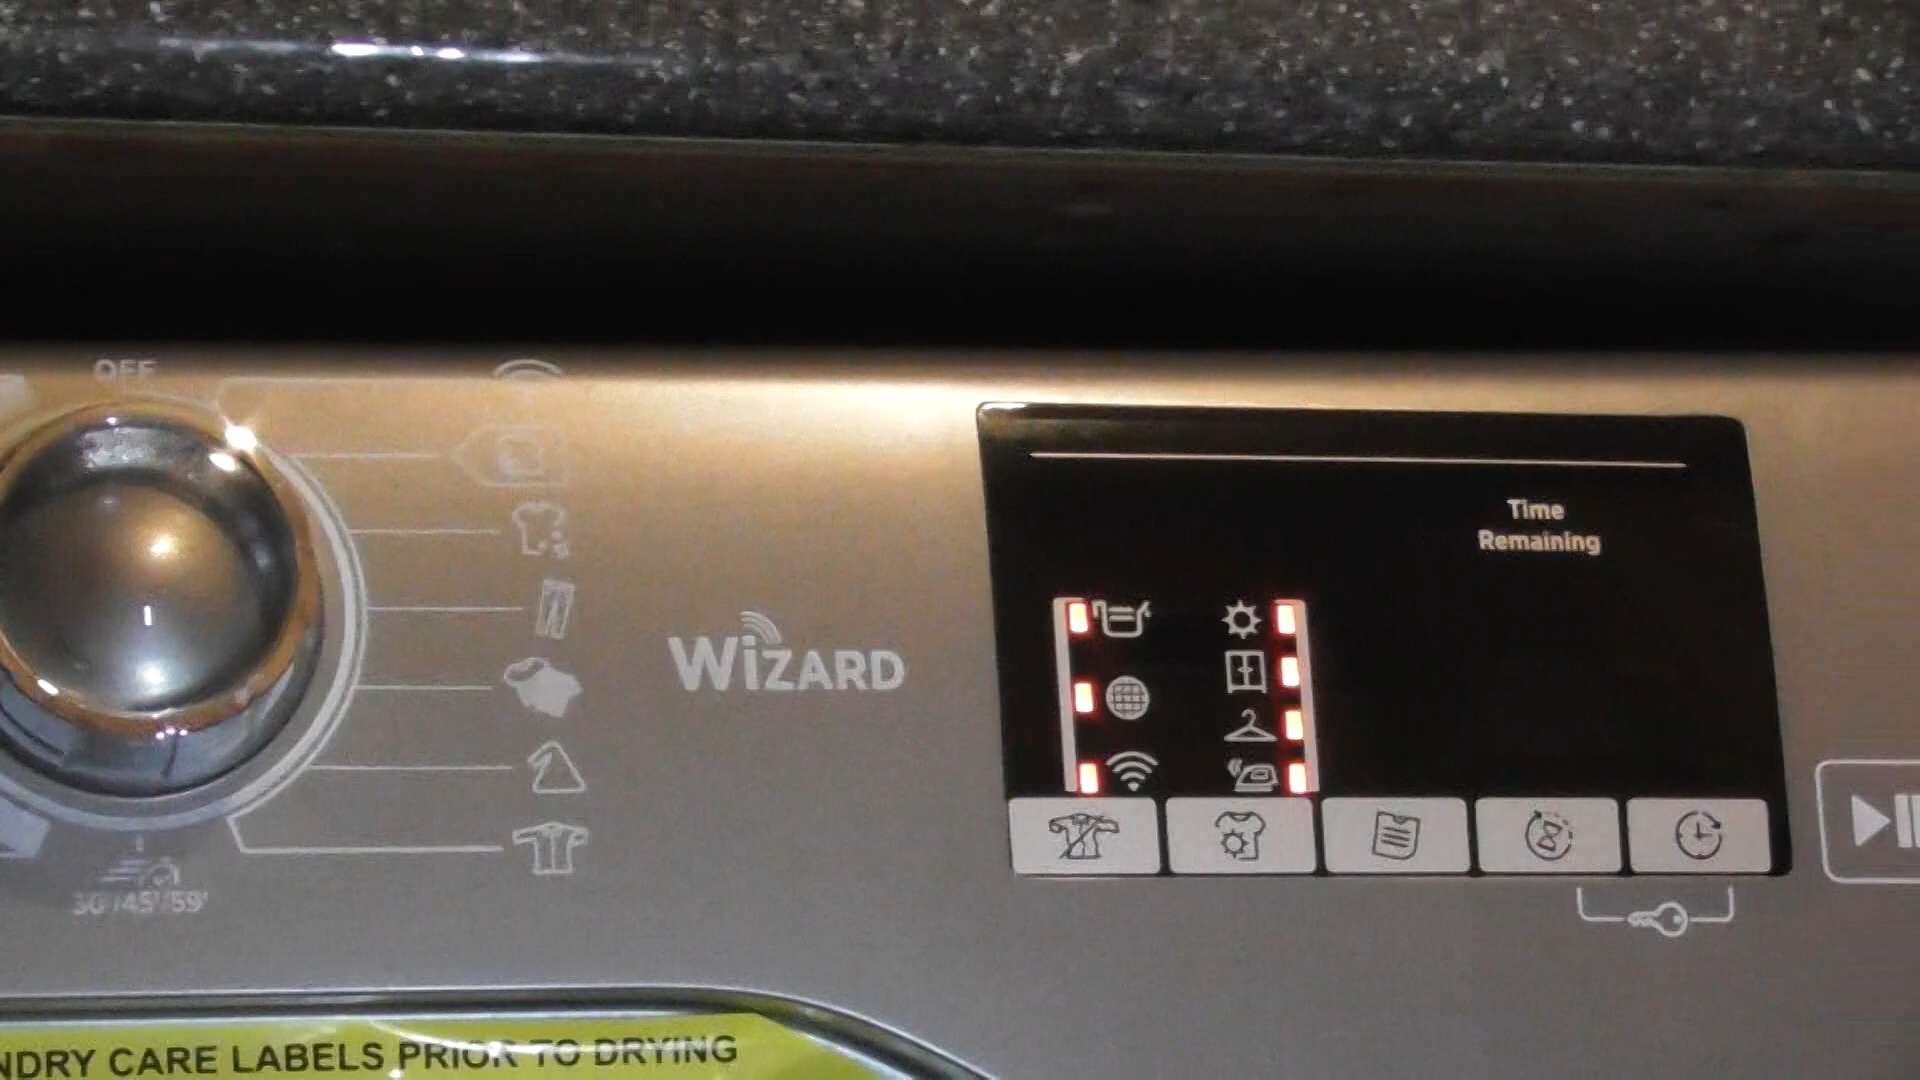 OFF
WiZARD
Time
Remaining
30'/45'/59'
NDRY CARE LABELS PRIOR TO DRYING